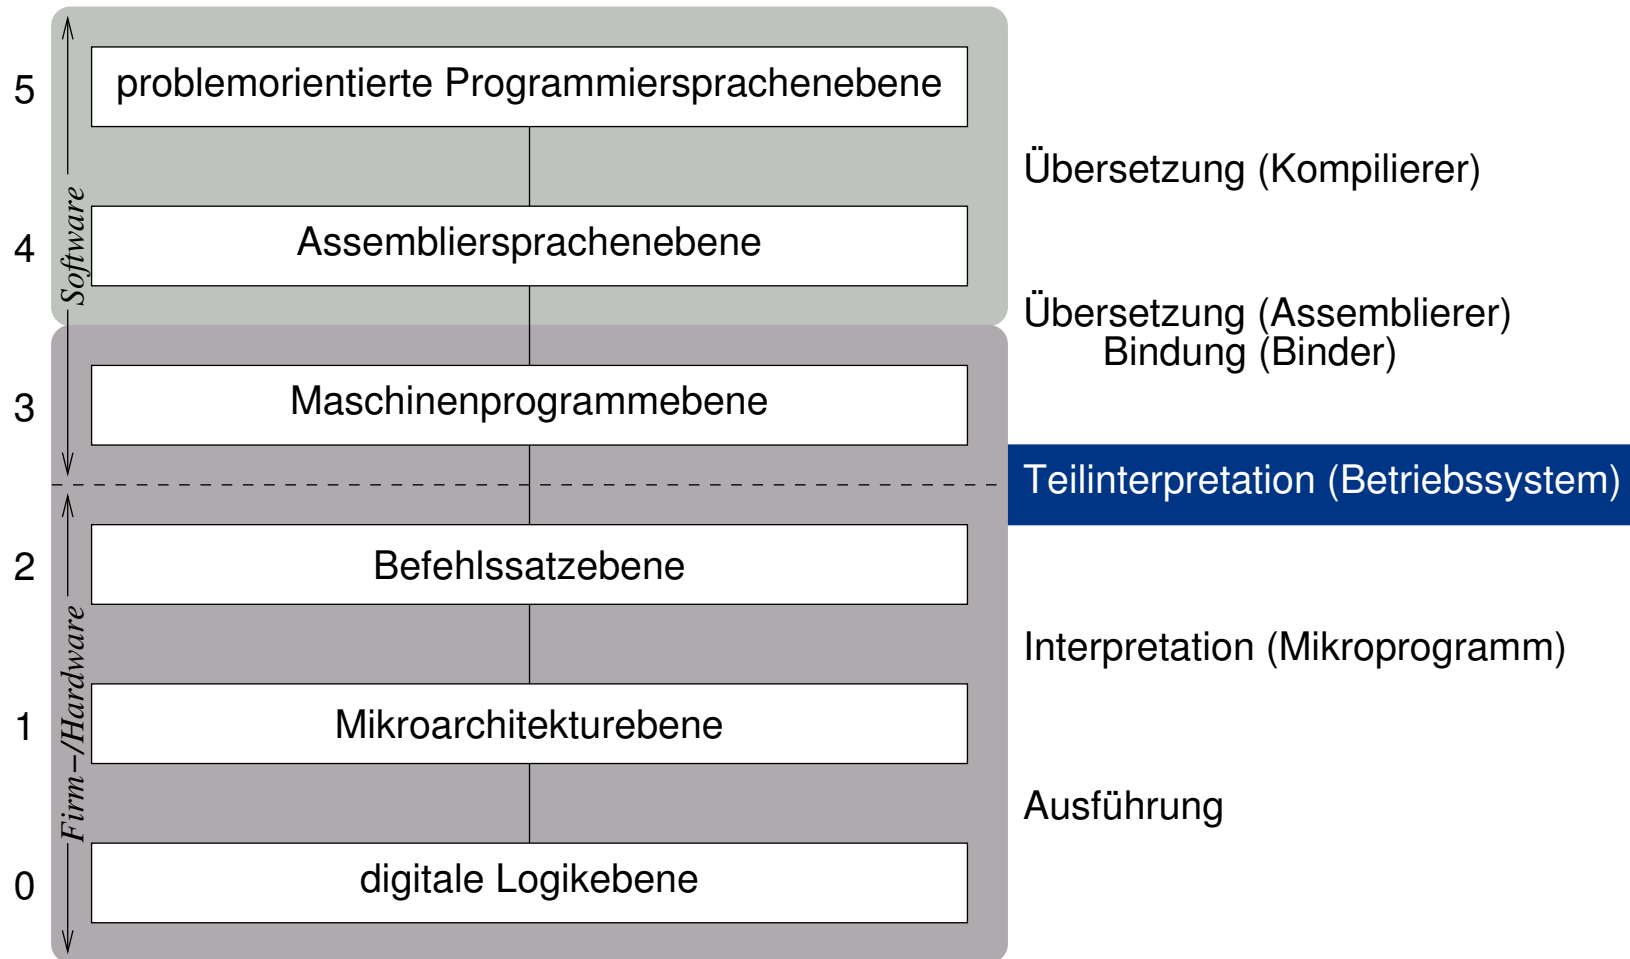 5
problemorientierte Programmiersprachenebene
Übersetzung (Kompilierer)
Software
4
Assembliersprachenebene
Übersetzung (Assemblierer)
Bindung (Binder)
3
Maschinenprogrammebene
Teilinterpretation (Betriebssystem)
2
Befehlssatzebene
Interpretation (Mikroprogramm)
Firm-/Hardware
1
Mikroarchitekturebene
Ausführung
0
digitale Logikebene